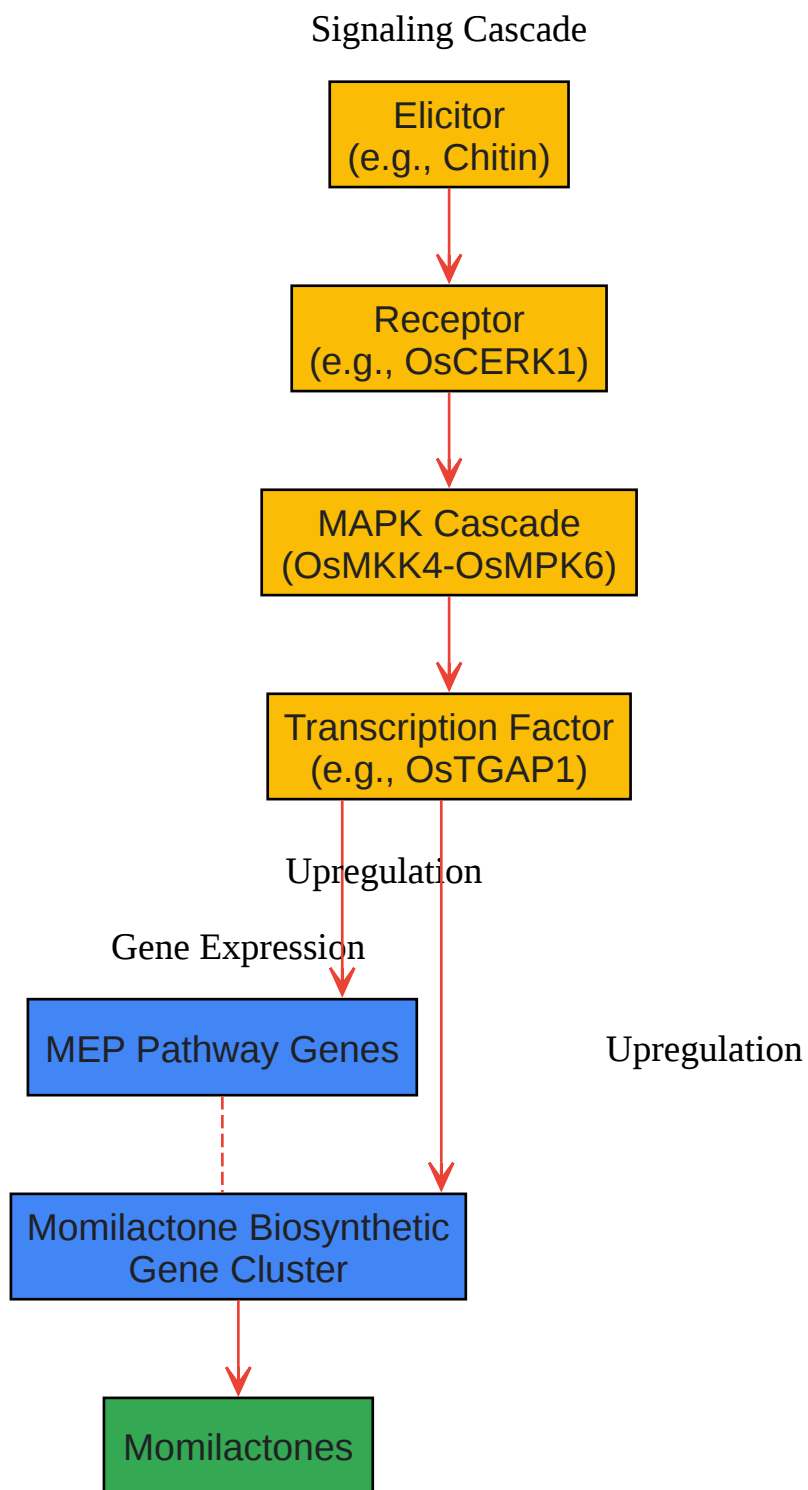 Signaling Cascade
Elicitor
(e.g., Chitin)
Receptor
(e.g., OsCERK1)
MAPK Cascade
(OsMKK4-OsMPK6)
Transcription Factor
(e.g., OsTGAP1)
Upregulation
Gene Expression
MEP Pathway Genes
Upregulation
Momilactone Biosynthetic
Gene Cluster
Momilactones